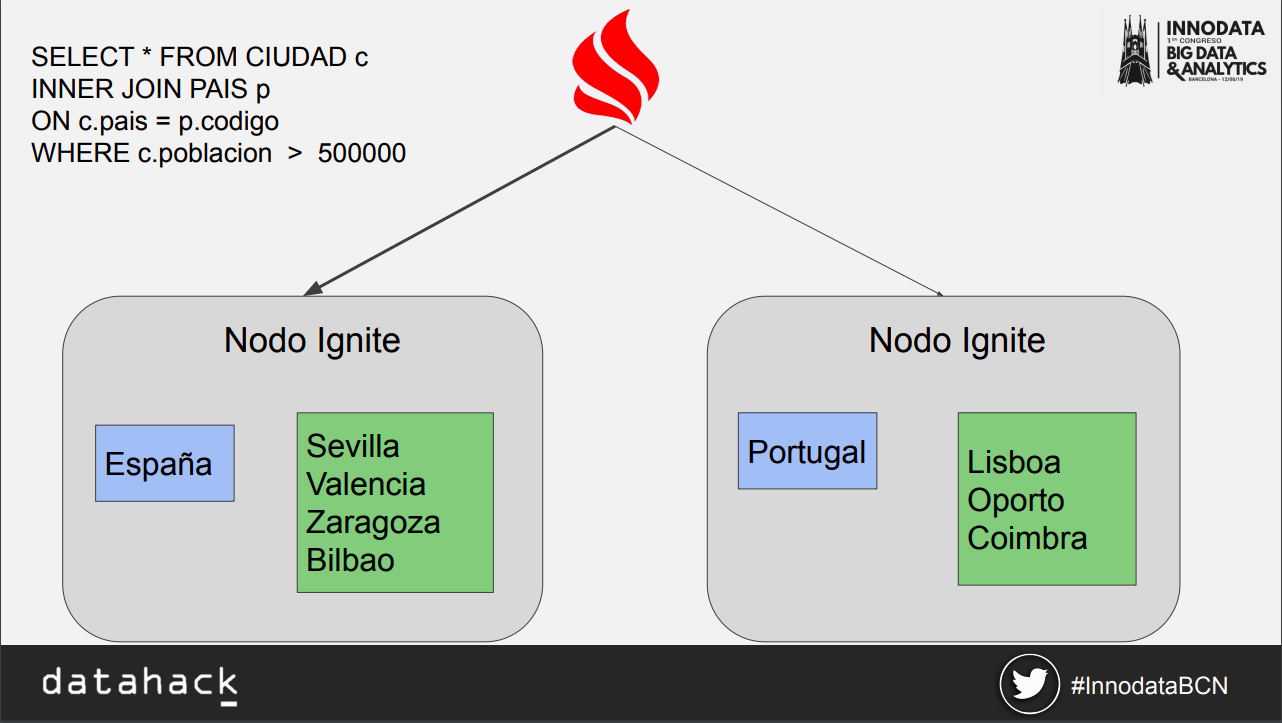 SELECT * FROM CIUDAD c
INNER JOIN PAIS p
ON c.pais = p.codigo
WHERE c.poblacion > 500000
INNODATA
1ER CONGRESO
BIG DATA
& ANALYTICS
BARCELONA - 12/06/19
Nodo Ignite
España
Sevilla
Valencia
Zaragoza
Bilbao
Nodo Ignite
Portugal
Lisboa
Oporto
Coimbra
datahack
#InnodataBCN